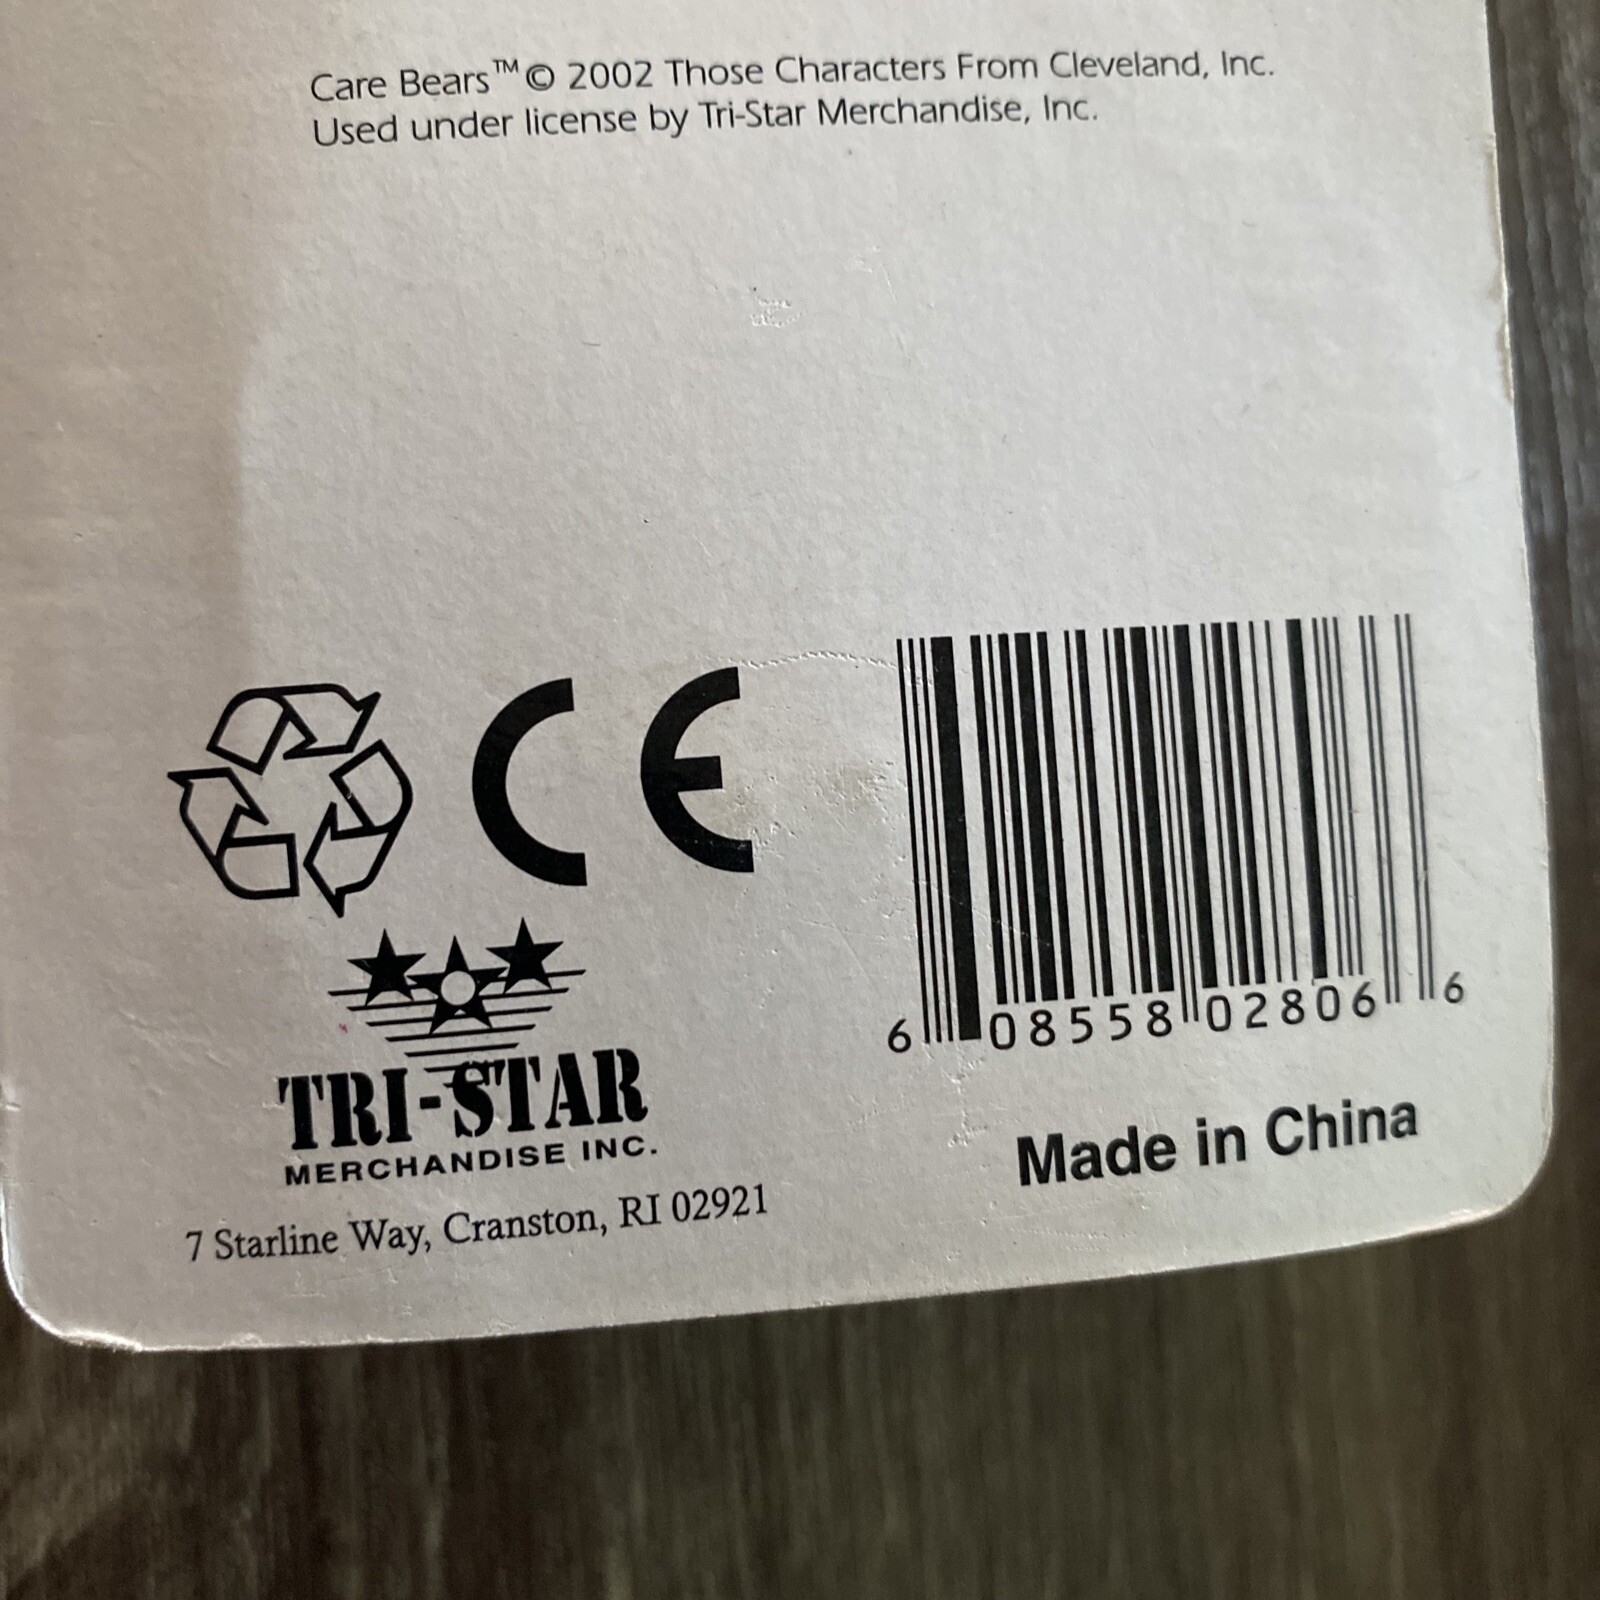 Care Bears™ © 2002 Those Characters From Cleveland, Inc.
Used under license by Tri-Star Merchandise, Inc.
CE
TRI-STAR
MERCHANDISE INC.
7 Starline Way, Cranston, RI 02921
6 08558 02806 6
Made in China